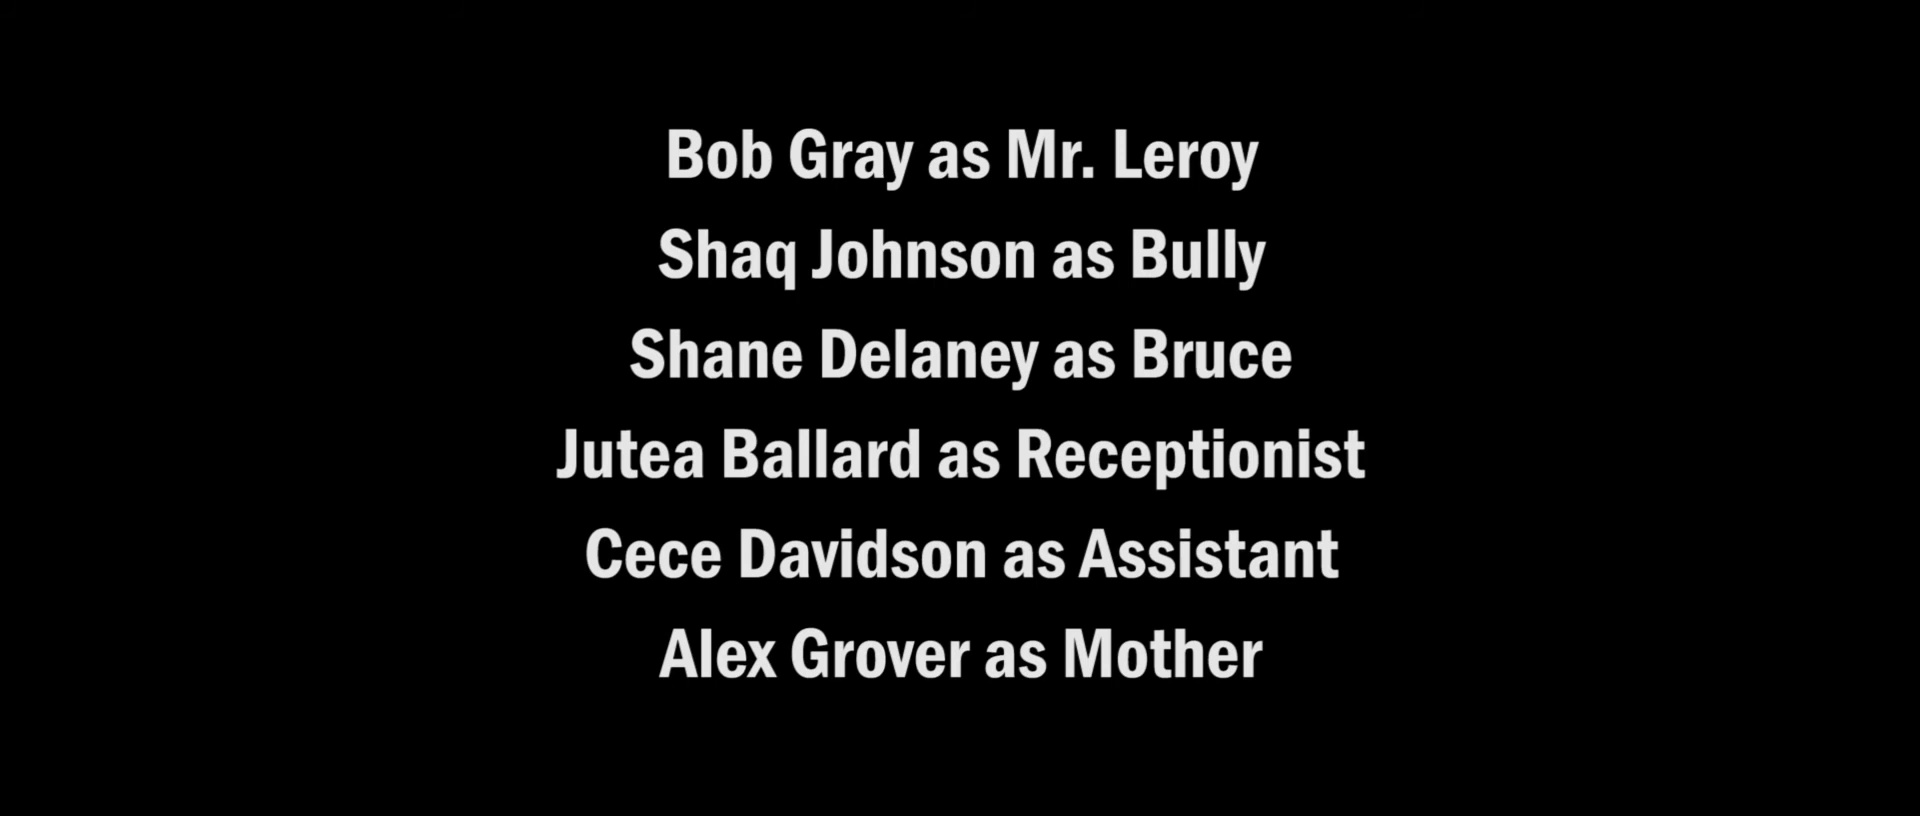 Bob Gray as Mr. Leroy
Shaq Johnson as Bully
Shane Delaney as Bruce
Jutea Ballard as Receptionist
Cece Davidson as Assistant
Alex Grover as Mother